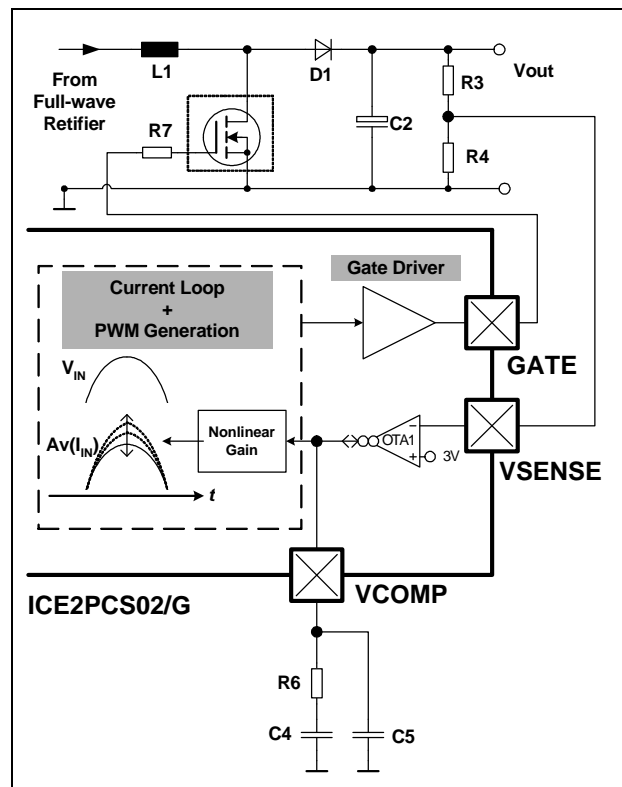 L1
D1
Vout
From
Full-wave
Retifier
R3
R7
C2
R4
Gate Driver
Current Loop
+
PWM Generation
GATE
VIN
Nonlinear
Gain
Av(IIN)
OTA1
−
+
3V
VSENSE
t
VCOMP
ICE2PCS02/G
R6
C4
C5